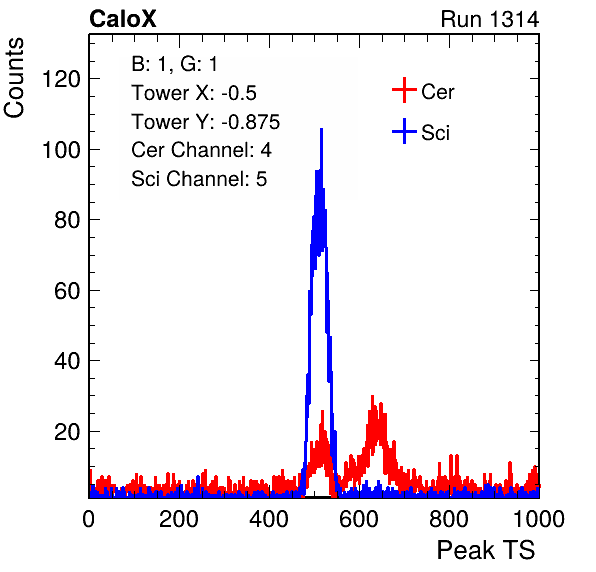 CaloX Run 1314
Counts
B: 1, G: 1
Tower X: -0.5
Tower Y: -0.875
Cer Channel: 4
Sci Channel: 5
Cer
Sci
120
100
80
60
40
20
0 200 400 600 800 1000
Peak TS